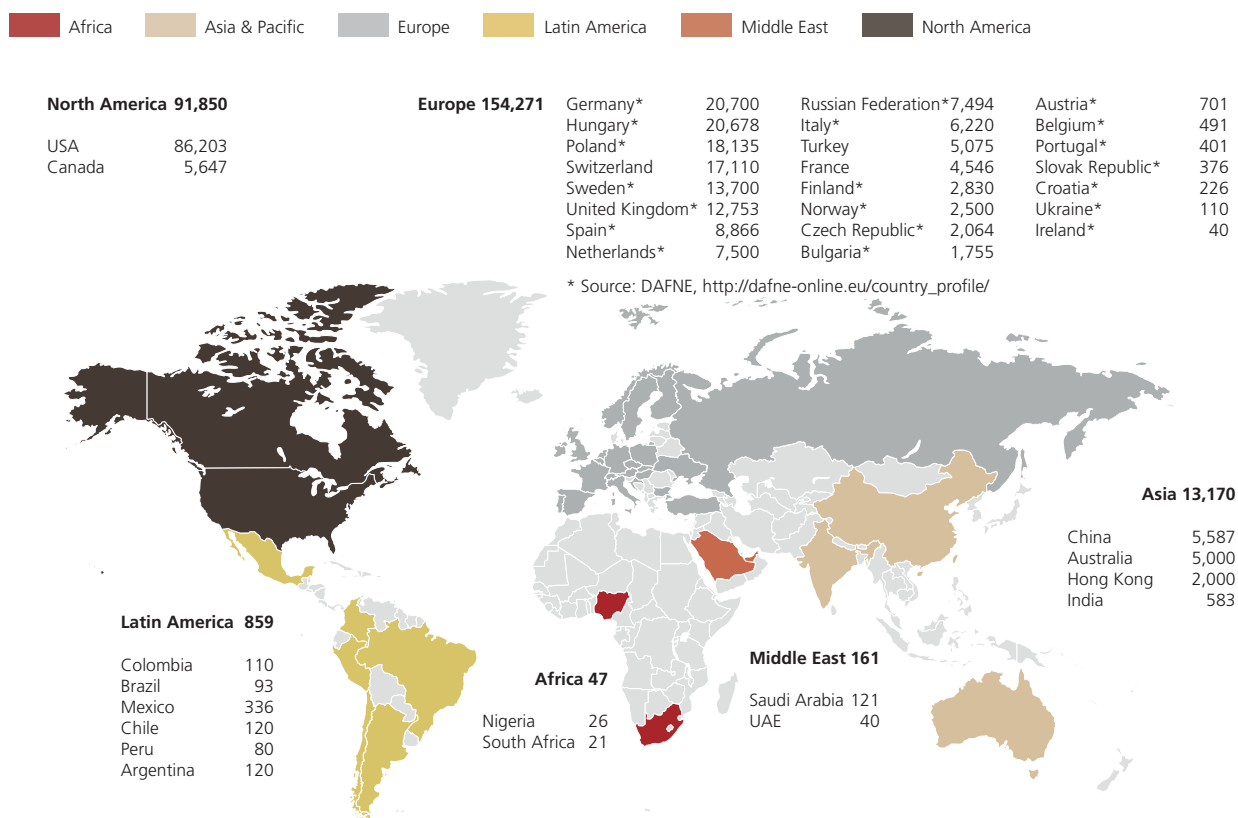 Africa Asia & Pacific Europe Latin America Middle East North America
North America 91,850
USA 86,203
Canada 5,647
Europe 154,271
Germany* 20,700
Hungary* 20,678
Poland* 18,135
Switzerland 17,110
Sweden* 13,700
United Kingdom* 12,753
Spain* 8,866
Netherlands* 7,500
Russian Federation*7,494
Italy* 6,220
Turkey 5,075
France 4,546
Finland* 2,830
Norway* 2,500
Czech Republic* 2,064
Bulgaria* 1,755
Austria* 701
Belgium* 491
Portugal* 401
Slovak Republic* 376
Croatia* 226
Ukraine* 110
Ireland* 40
* Source: DAFNE, http://dafne-online.eu/country_profile/
Asia 13,170
China 5,587
Australia 5,000
Hong Kong 2,000
India 583
Latin America 859
Colombia 110
Brazil 93
Mexico 336
Chile 120
Peru 80
Argentina 120
Africa 47
Nigeria 26
South Africa 21
Middle East 161
Saudi Arabia 121
UAE 40